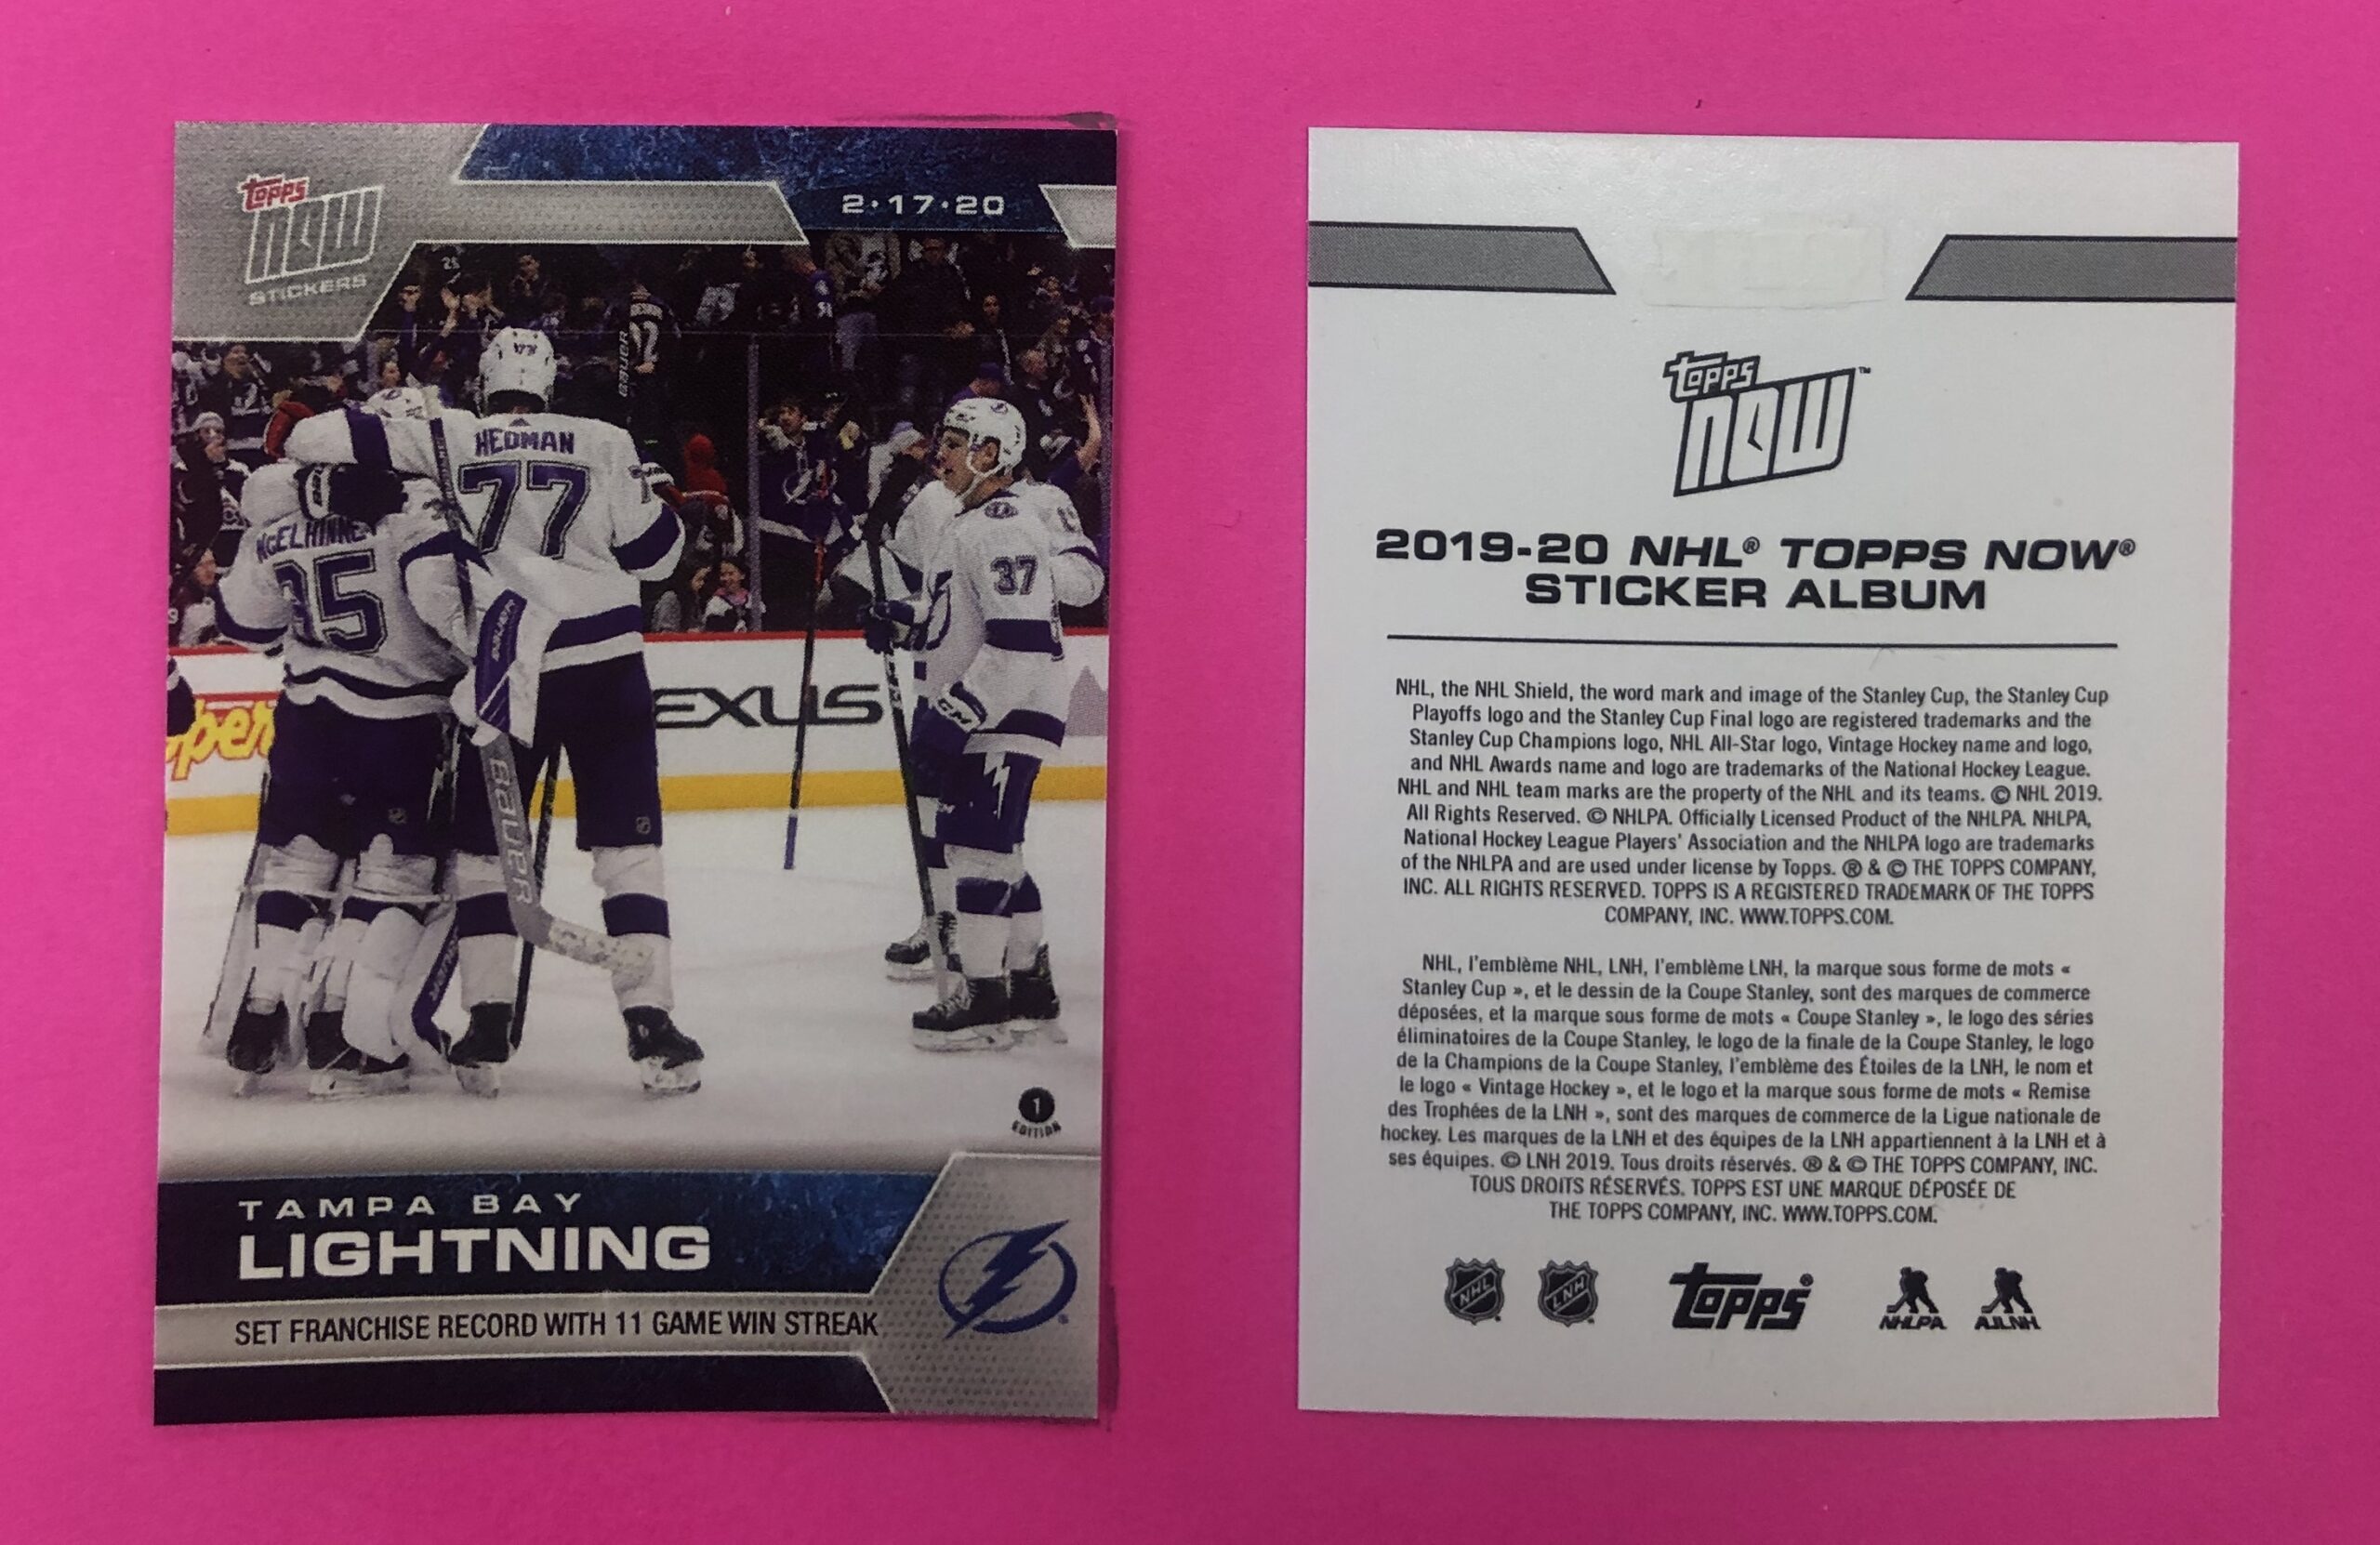 topps
NOW
STICKERS
2·17·20
25
BAUER
77
HEDMAN
77
35
37
BAUER
EXUS
per
CCM
BAUER
1
EDITION
TAMPA BAY
LIGHTNING
SET FRANCHISE RECORD WITH 11 GAME WIN STREAK
topps
NOW™
2019-20 NHL® TOPPS NOW®
STICKER ALBUM
NHL, the NHL Shield, the word mark and image of the Stanley Cup, the Stanley Cup
Playoffs logo and the Stanley Cup Final logo are registered trademarks and the
Stanley Cup Champions logo, NHL All-Star logo, Vintage Hockey name and logo,
and NHL Awards name and logo are trademarks of the National Hockey League.
NHL and NHL team marks are the property of the NHL and its teams. © NHL 2019.
All Rights Reserved. © NHLPA. Officially Licensed Product of the NHLPA. NHLPA,
National Hockey League Players' Association and the NHLPA logo are trademarks
of the NHLPA and are used under license by Topps. ® & © THE TOPPS COMPANY,
INC. ALL RIGHTS RESERVED. TOPPS IS A REGISTERED TRADEMARK OF THE TOPPS
COMPANY, INC. WWW.TOPPS.COM.
NHL, l'emblème NHL, LNH, l'emblème LNH, la marque sous forme de mots «
Stanley Cup », et le dessin de la Coupe Stanley, sont des marques de commerce
déposées, et la marque sous forme de mots « Coupe Stanley », le logo des séries
éliminatoires de la Coupe Stanley, le logo de la finale de la Coupe Stanley, le logo
de la Champions de la Coupe Stanley, l'emblème des Étoiles de la LNH, le nom et
le logo « Vintage Hockey », et le logo et la marque sous forme de mots « Remise
des Trophées de la LNH », sont des marques de commerce de la Ligue nationale de
hockey. Les marques de la LNH et des équipes de la LNH appartiennent à la LNH et à
ses équipes. © LNH 2019. Tous droits réservés. ® & © THE TOPPS COMPANY, INC.
TOUS DROITS RÉSERVÉS. TOPPS EST UNE MARQUE DÉPOSÉE DE
THE TOPPS COMPANY, INC. WWW.TOPPS.COM.
NHL LNH topps® NHLPA AJLNH